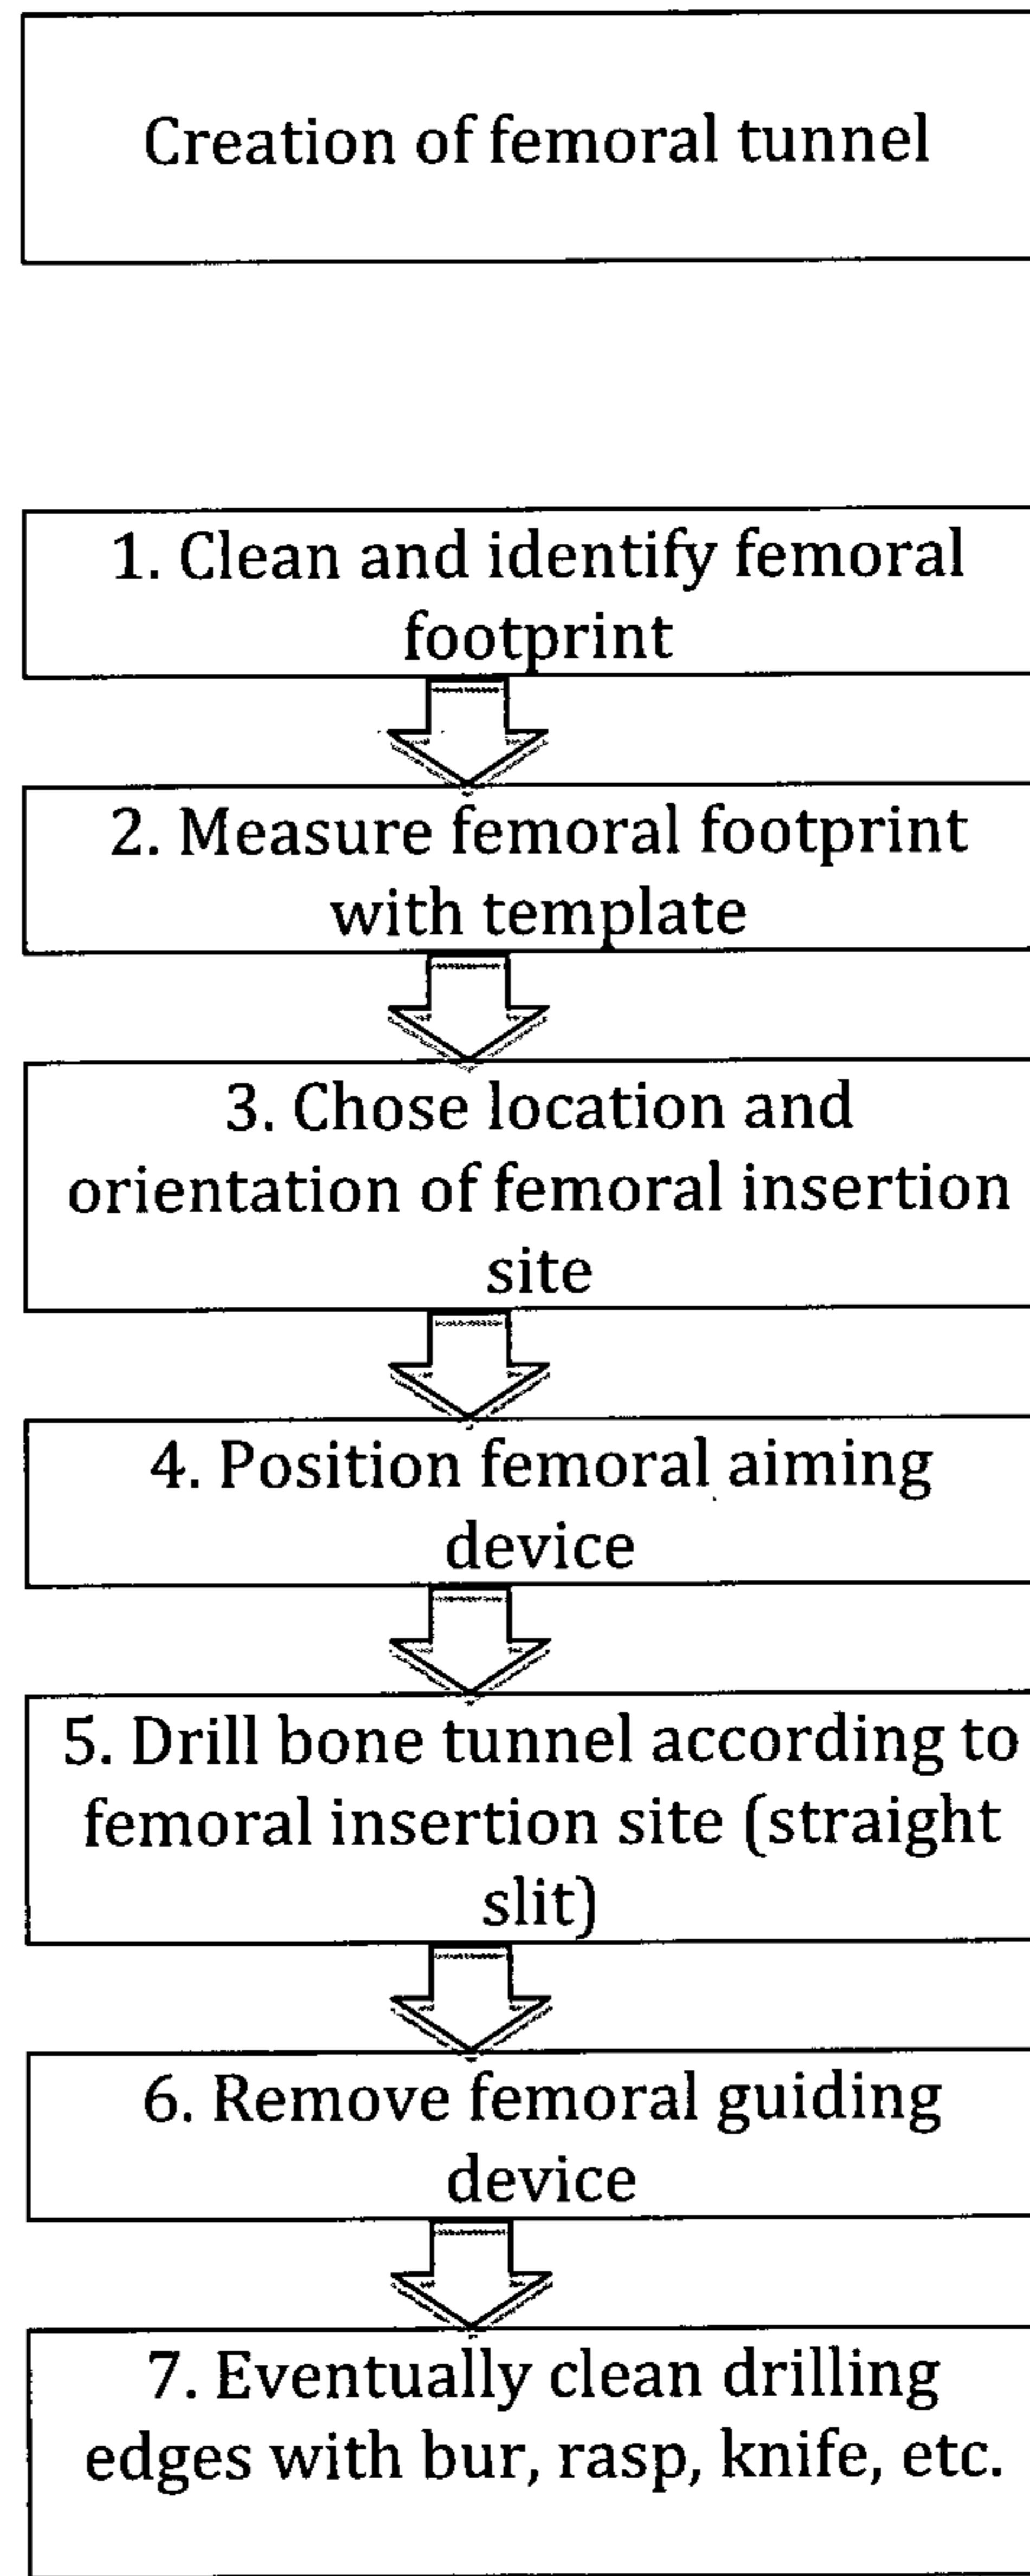 Creation of femoral tunnel
1. Clean and identify femoral
footprint
2. Measure femoral footprint
with template
3. Chose location and
orientation of femoral insertion
site
4. Position femoral aiming
device
5. Drill bone tunnel according to
femoral insertion site (straight
slit)
6. Remove femoral guiding
device
7. Eventually clean drilling
edges with bur, rasp, knife, etc.